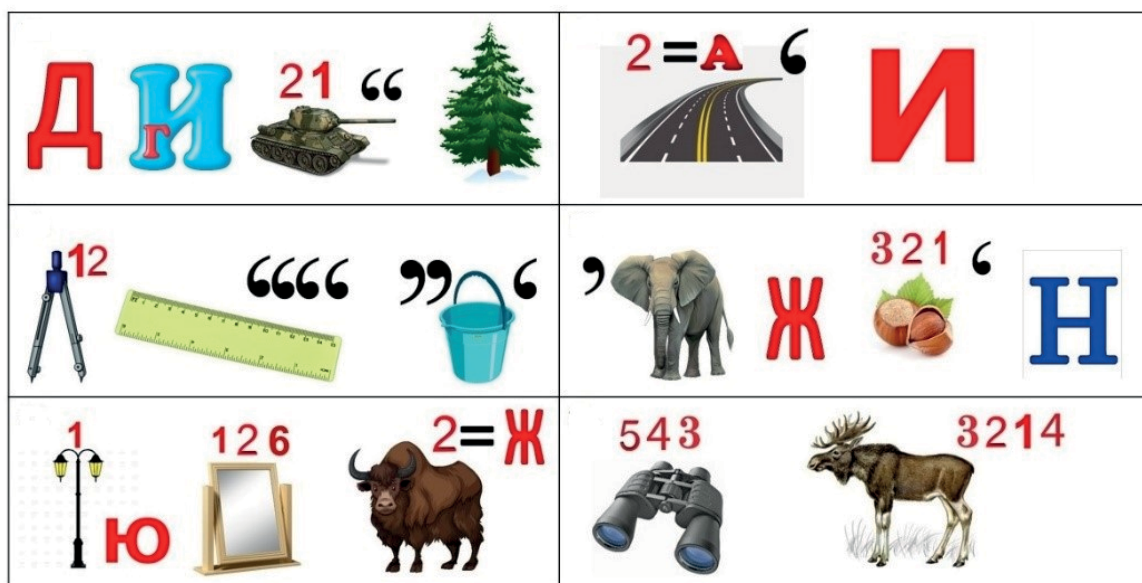 Д И г 21 “
2=А ‘ И
12 ““ ” ‘
’ Ж 321 ‘ Н
1 Ю 126 2=Ж
543 3214